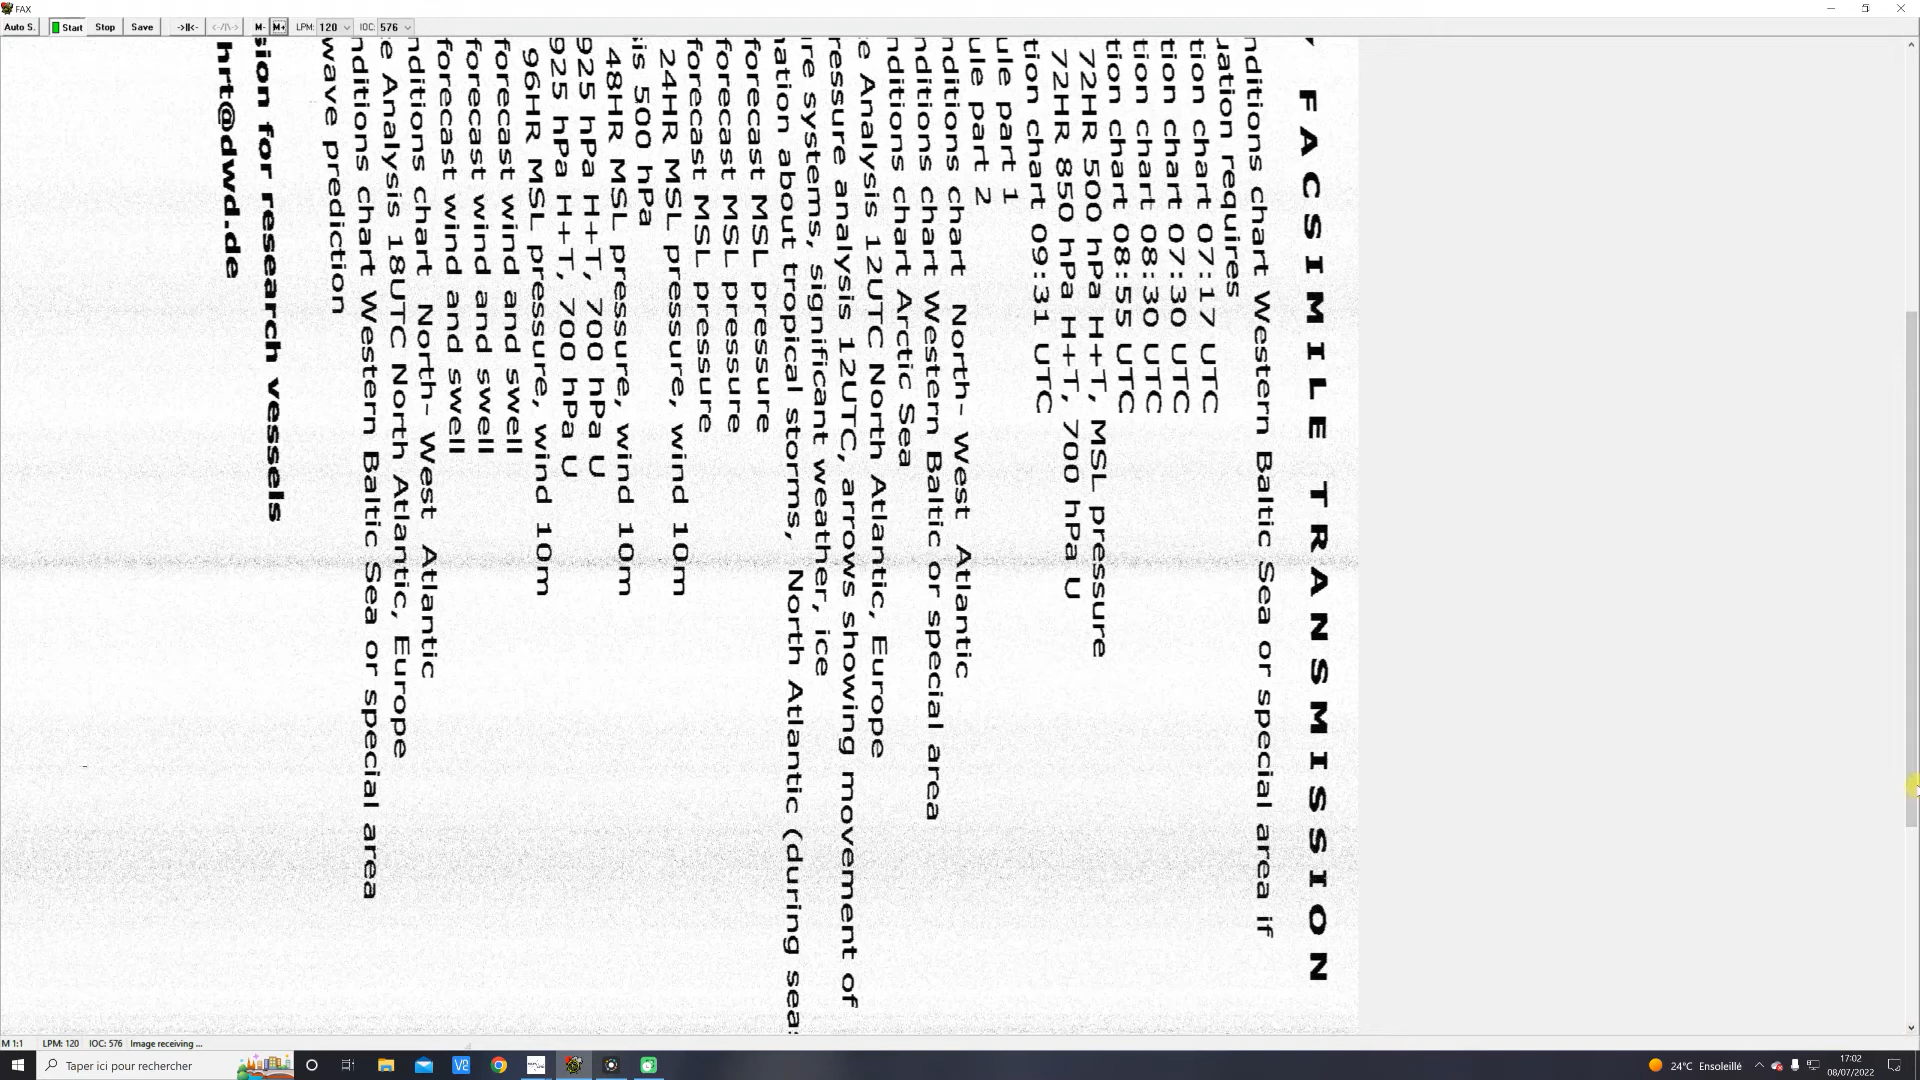 FAX
Auto S. Start Stop Save ->||<- <-/|\-> M- M+ LPM: 120 IOC: 576
FACSIMILE TRANSMISSION
nditions chart Western Baltic Sea or special area if
uation requires
tion chart 07:17 UTC
tion chart 07:30 UTC
tion chart 08:30 UTC
tion chart 08:55 UTC
72HR 500 hPa H+T, MSL pressure
72HR 850 hPa H+T, 700 hPa U
tion chart 09:31 UTC
ule part 1
ule part 2
nditions chart North- West Atlantic
nditions chart Western Baltic or special area
nditions chart Arctic Sea
e Analysis 12UTC North Atlantic, Europe
ressure analysis 12UTC, arrows showing movement of
re systems, significant weather, ice
nation about tropical storms, North Atlantic (during sea
forecast MSL pressure
forecast MSL pressure
forecast MSL pressure
24HR MSL pressure, wind 10m
is 500 hPa
48HR MSL pressure, wind 10m
925 hPa H+T, 700 hPa U
925 hPa H+T, 700 hPa U
96HR MSL pressure, wind 10m
forecast wind and swell
forecast wind and swell
forecast wind and swell
nditions chart North- West Atlantic
e Analysis 18UTC North Atlantic, Europe
nditions chart Western Baltic Sea or special area
wave prediction
sion for research vessels
hrt@dwd.de
M 1:1 LPM: 120 IOC: 576 Image receiving ...
Taper ici pour rechercher
24°C Ensoleillé
17:02
08/07/2022